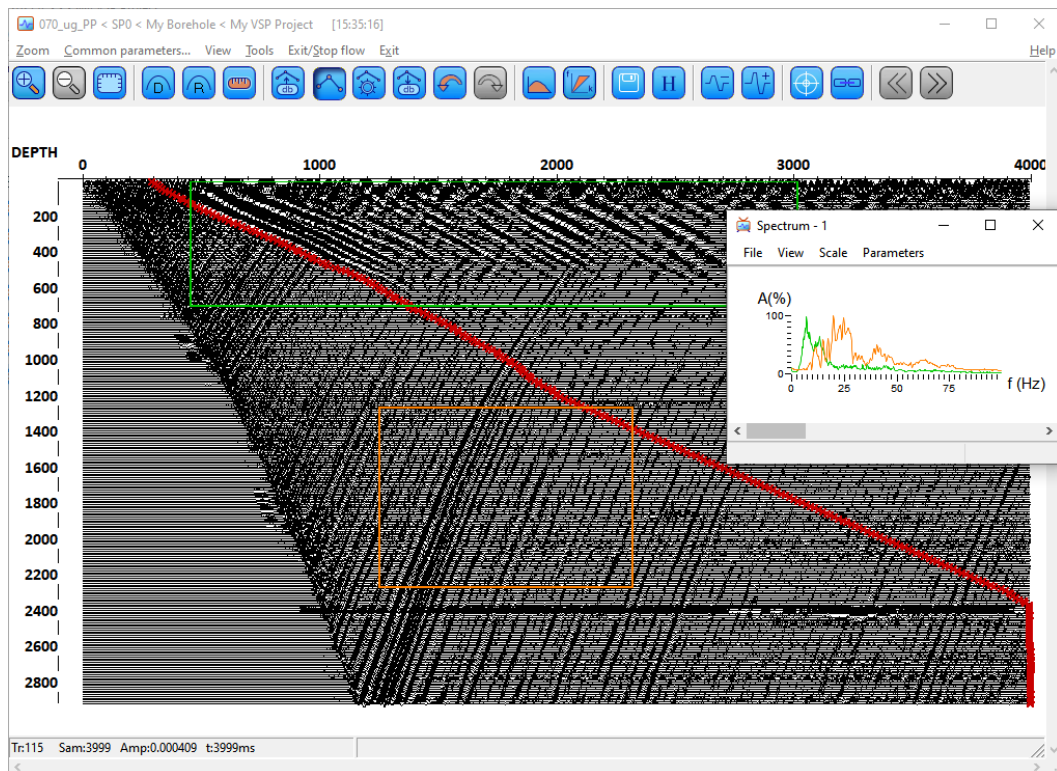 070_ug_PP < SP0 < My Borehole < My VSP Project [15:35:16]
Zoom Common parameters... View Tools Exit/Stop flow Exit Help
D R db db f k H
DEPTH
0 1000 2000 3000 4000
200
400
600
800
1000
1200
1400
1600
1800
2000
2200
2400
2600
2800
Spectrum - 1
File View Scale Parameters
A(%)
100
0
0 25 50 75 f (Hz)
Tr:115 Sam:3999 Amp:0.000409 t:3999ms